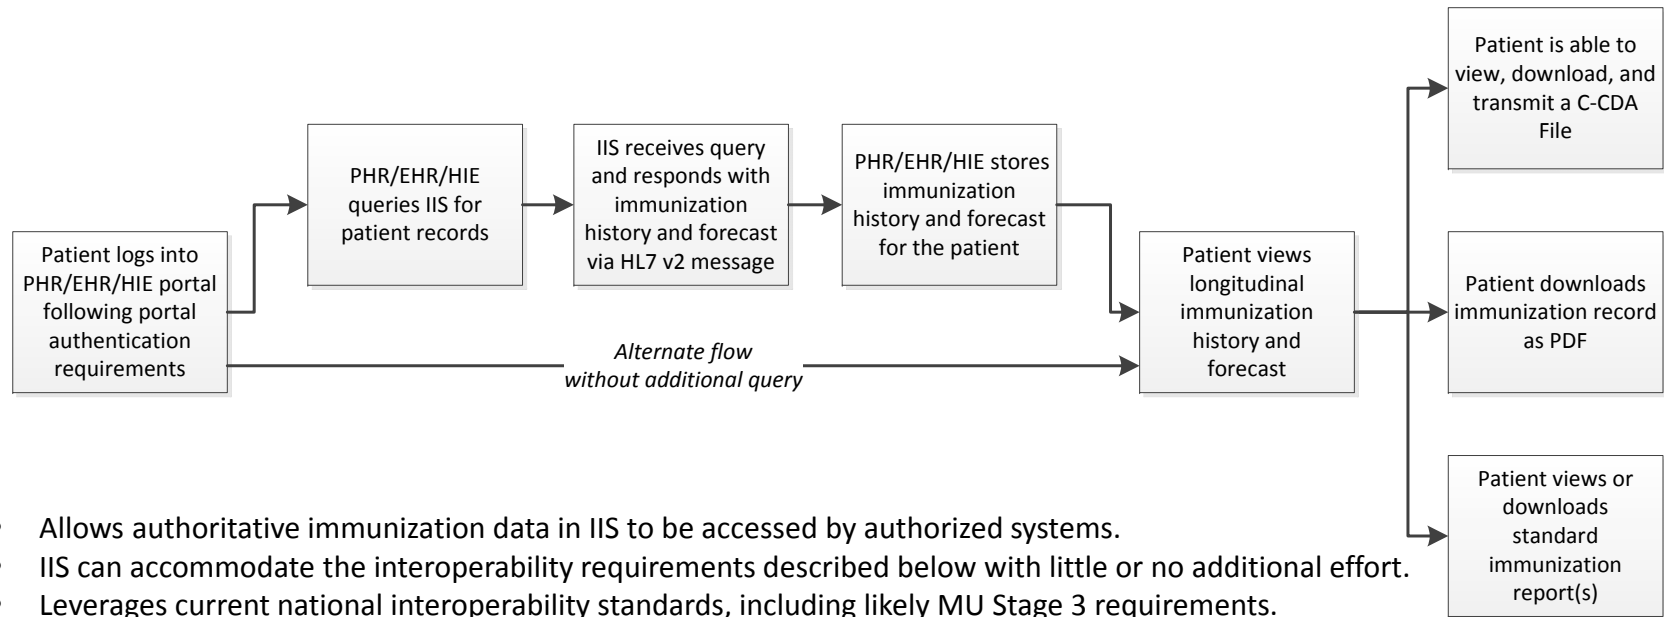 Patient logs into
PHR/EHR/HIE portal
following portal
authentication
requirements
PHR/EHR/HIE
queries IIS for
patient records
IIS receives query
and responds with
immunization
history and forecast
via HL7 v2 message
PHR/EHR/HIE stores
immunization
history and forecast
for the patient
Alternate flow
without additional query
Patient views
longitudinal
immunization
history and
forecast
Patient is able to
view, download, and
transmit a C-CDA
File
Patient downloads
immunization record
as PDF
Patient views or
downloads
standard
immunization
report(s)
• Allows authoritative immunization data in IIS to be accessed by authorized systems.
• IIS can accommodate the interoperability requirements described below with little or no additional effort.
• Leverages current national interoperability standards, including likely MU Stage 3 requirements.